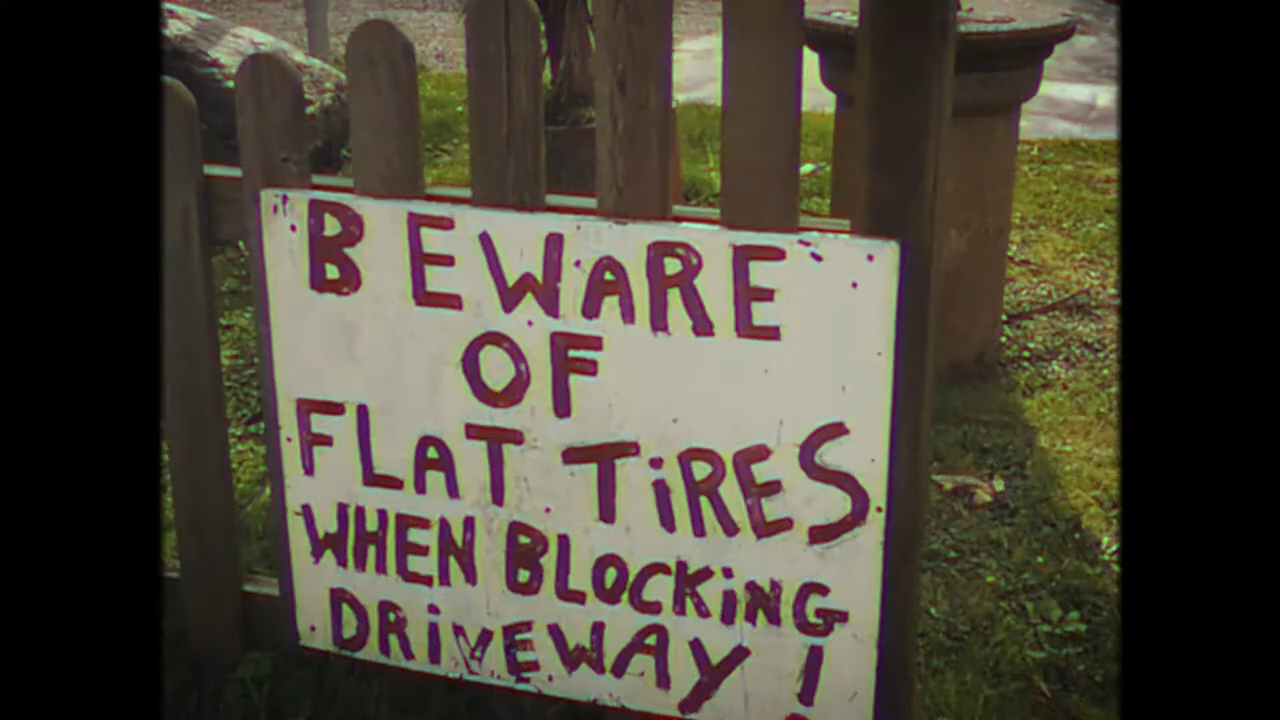 BEWARE
OF
FLAT TIRES
WHEN BLOCKING
DRIVEWAY!